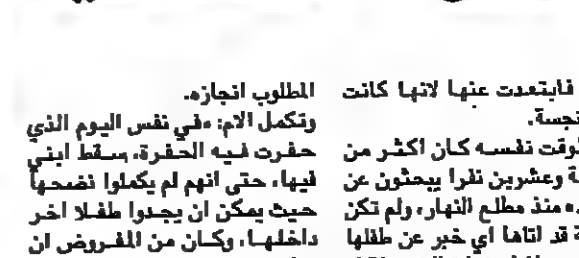 فابتعدت عنها لانها كانت
نجسة.
وقت نفسه كان اكثر من
وعشرين نفرا يبحثون عن
منذ مطلع النهار، ولم تكن
قد اتاها اي خبر عن طفلها
المطلوب انجازه.
وتكمل الام: «في نفس اليوم الذي
حفرت فيه الحفرة، سقط ابني
فيها، حتى انهم لم يكملوا نضحها
حيث يمكن ان يجدوا طفلا اخر
داخلها، وكان من المفروض ان